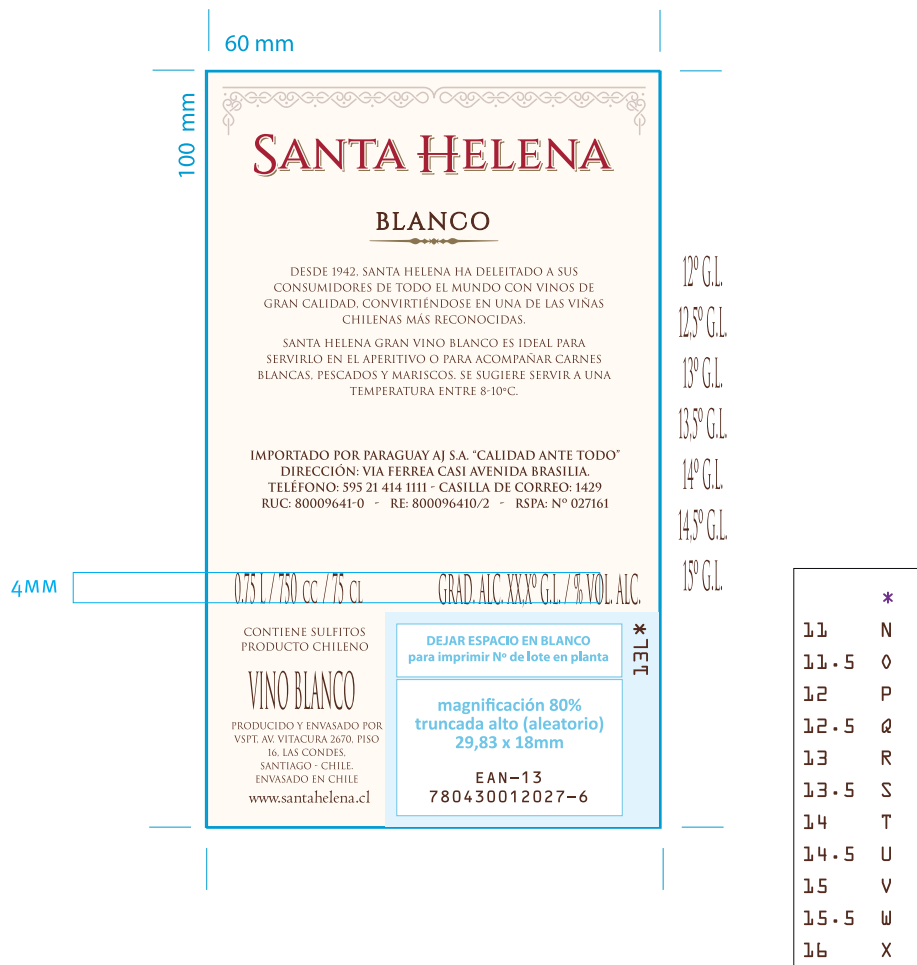 60 mm
100 mm
SANTA HELENA
BLANCO
DESDE 1942, SANTA HELENA HA DELEITADO A SUS
CONSUMIDORES DE TODO EL MUNDO CON VINOS DE
GRAN CALIDAD, CONVIRTIÉNDOSE EN UNA DE LAS VIÑAS
CHILENAS MÁS RECONOCIDAS.
SANTA HELENA GRAN VINO BLANCO ES IDEAL PARA
SERVIRLO EN EL APERITIVO O PARA ACOMPAÑAR CARNES
BLANCAS, PESCADOS Y MARISCOS. SE SUGIERE SERVIR A UNA
TEMPERATURA ENTRE 8-10°C.
IMPORTADO POR PARAGUAY AJ S.A. “CALIDAD ANTE TODO”
DIRECCIÓN: VIA FERREA CASI AVENIDA BRASILIA.
TELÉFONO: 595 21 414 1111 - CASILLA DE CORREO: 1429
RUC: 80009641-0 - RE: 800096410/2 - RSPA: Nº 027161
4MM
0.75 L / 750 CC / 75 CL GRAD. ALC. XX,Xº G.L. / % VOL. ALC.
CONTIENE SULFITOS
PRODUCTO CHILENO
VINO BLANCO
PRODUCIDO Y ENVASADO POR
VSPT, AV. VITACURA 2670, PISO
16, LAS CONDES,
SANTIAGO - CHILE.
ENVASADO EN CHILE
www.santahelena.cl
DEJAR ESPACIO EN BLANCO
para imprimir Nº de lote en planta
magnificación 80%
truncada alto (aleatorio)
29,83 x 18mm
EAN-13
780430012027-6
13L*
12º G.L.
12,5º G.L.
13º G.L.
13,5º G.L.
14º G.L.
14,5º G.L.
15º G.L.
*
11 N
11.5 O
12 P
12.5 Q
13 R
13.5 S
14 T
14.5 U
15 V
15.5 W
16 X